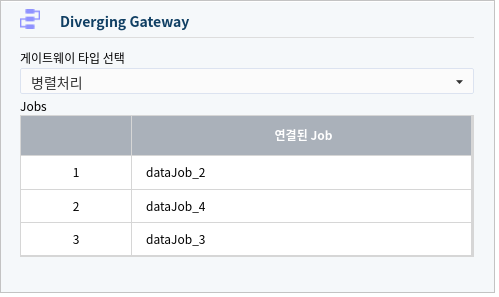 Diverging Gateway
게이트웨이 타입 선택
병렬처리
Jobs
연결된 Job
1 dataJob_2
2 dataJob_4
3 dataJob_3